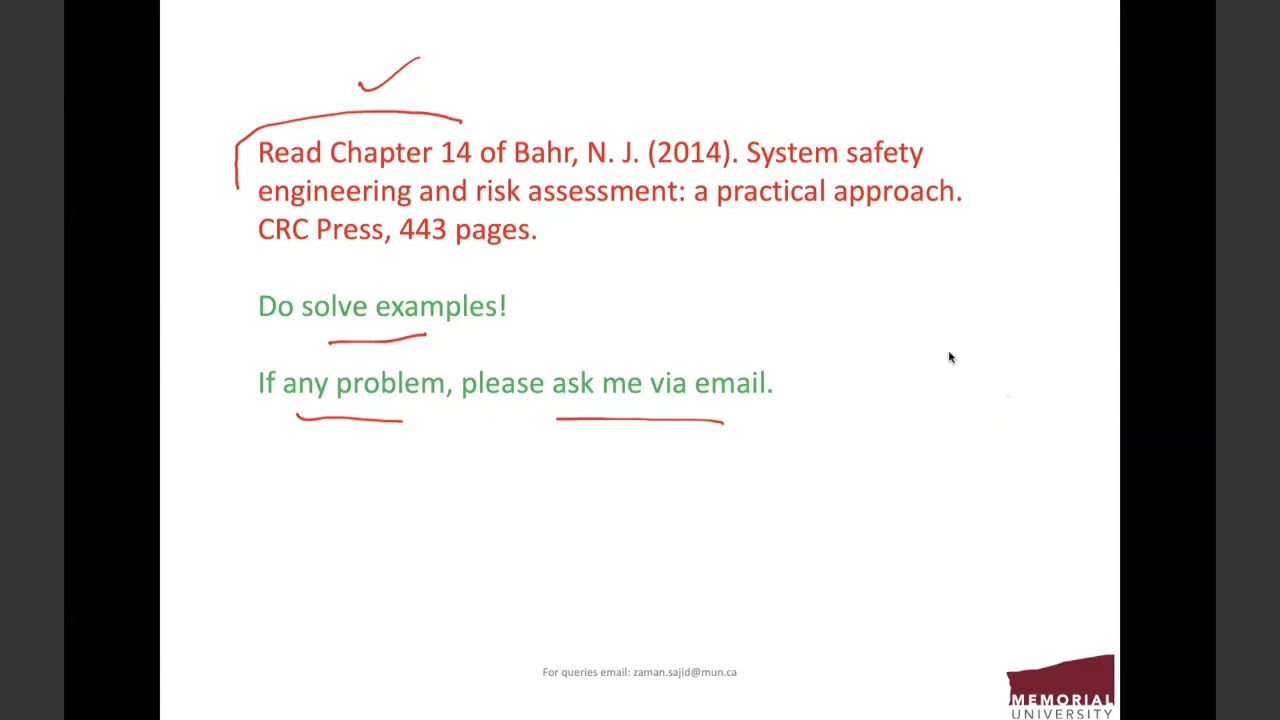 Read Chapter 14 of Bahr, N. J. (2014). System safety
engineering and risk assessment: a practical approach.
CRC Press, 443 pages.
Do solve examples!
If any problem, please ask me via email.
For queries email: zaman.sajid@mun.ca
MEMORIAL
UNIVERSITY